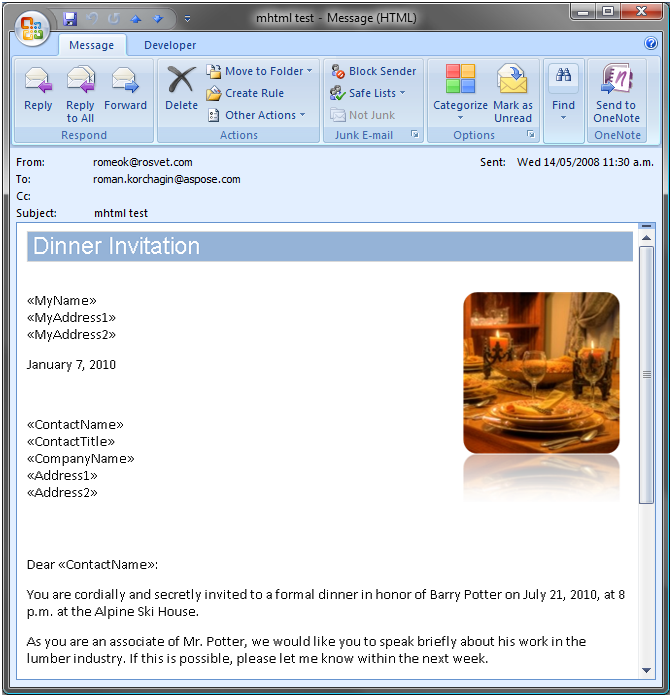 mhtml test - Message (HTML)
Message Developer
Reply
Reply to All
Forward
Respond
Delete
Move to Folder
Create Rule
Other Actions
Actions
Block Sender
Safe Lists
Not Junk
Junk E-mail
Categorize
Mark as Unread
Options
Find
Send to OneNote
OneNote
From: romeok@rosvet.com Sent: Wed 14/05/2008 11:30 a.m.
To: roman.korchagin@aspose.com
Cc:
Subject: mhtml test
Dinner Invitation
«MyName»
«MyAddress1»
«MyAddress2»
January 7, 2010
«ContactName»
«ContactTitle»
«CompanyName»
«Address1»
«Address2»
Dear «ContactName»:
You are cordially and secretly invited to a formal dinner in honor of Barry Potter on July 21, 2010, at 8
p.m. at the Alpine Ski House.
As you are an associate of Mr. Potter, we would like you to speak briefly about his work in the
lumber industry. If this is possible, please let me know within the next week.